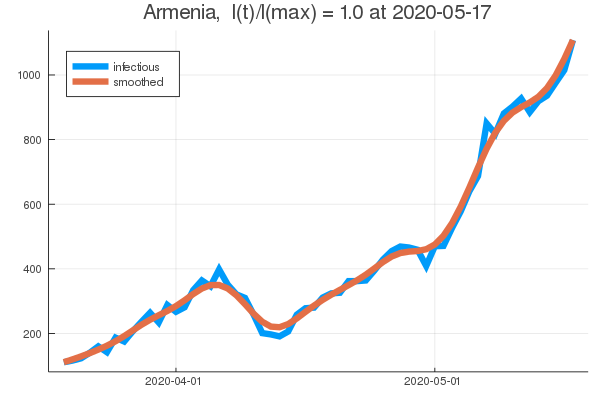 Armenia, I(t)/I(max) = 1.0 at 2020-05-17
infectious
smoothed
1000
800
600
400
200
2020-04-01 2020-05-01